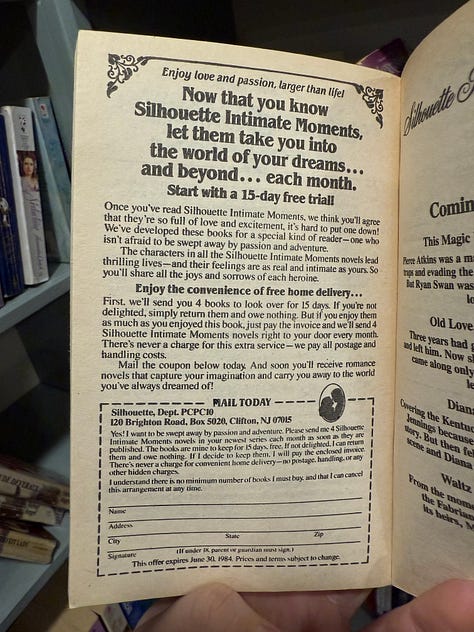 Enjoy love and passion, larger than life!
Now that you know
Silhouette Intimate Moments,
let them take you into
the world of your dreams...
and beyond... each month.
Start with a 15-day free trial!
Once you've read Silhouette Intimate Moments, we think you'll agree
that they're so full of love and excitement, it's hard to put one down!
We've developed these books for a special kind of reader—one who
isn't afraid to be swept away by passion and adventure.
The characters in all the Silhouette Intimate Moments novels lead
thrilling lives—and their feelings are as real and intimate as yours. So
you'll share all the joys and sorrows of each heroine.
Enjoy the convenience of free home delivery...
First, we'll send you 4 books to look over for 15 days. If you're not
delighted, simply return them and owe nothing. But if you enjoy them
as much as you enjoyed this book, just pay the invoice and we'll send 4
Silhouette Intimate Moments novels right to your door every month.
There's never a charge for this extra service—we pay all postage and
handling costs.
Mail the coupon below today. And soon you'll receive romance
novels that capture your imagination and carry you away to the world
you've always dreamed of!
MAIL TODAY
Silhouette, Dept. PCPC10
120 Brighton Road, Box 5020, Clifton, NJ 07015
Yes! I want to be swept away by passion and adventure. Please send me 4 Silhouette
Intimate Moments novels in your newest series each month as soon as they are
published. The books are mine to keep for 15 days, free. If not delighted, I can return
them and owe nothing. If I decide to keep them, I will pay the enclosed invoice.
There's never a charge for convenient home delivery—no postage, handling, or any
other hidden charges.
I understand there is no minimum number of books I must buy, and that I can cancel
this arrangement at any time.
Name
Address
City State Zip
Signature (If under 18, parent or guardian must sign.)
This offer expires June 30, 1984. Prices and terms subject to change.
Silhouette
Comin
This Magic
Pierce Atkins was a m
traps and evading the
But Ryan Swan was
Old Love
Three years had g
and left him. Now s
came along only
Dian
Covering the Kentuc
Jennings because
story. But then fe
scene and Diana
Waltz
From the mome
the Fabrian
its heirs,